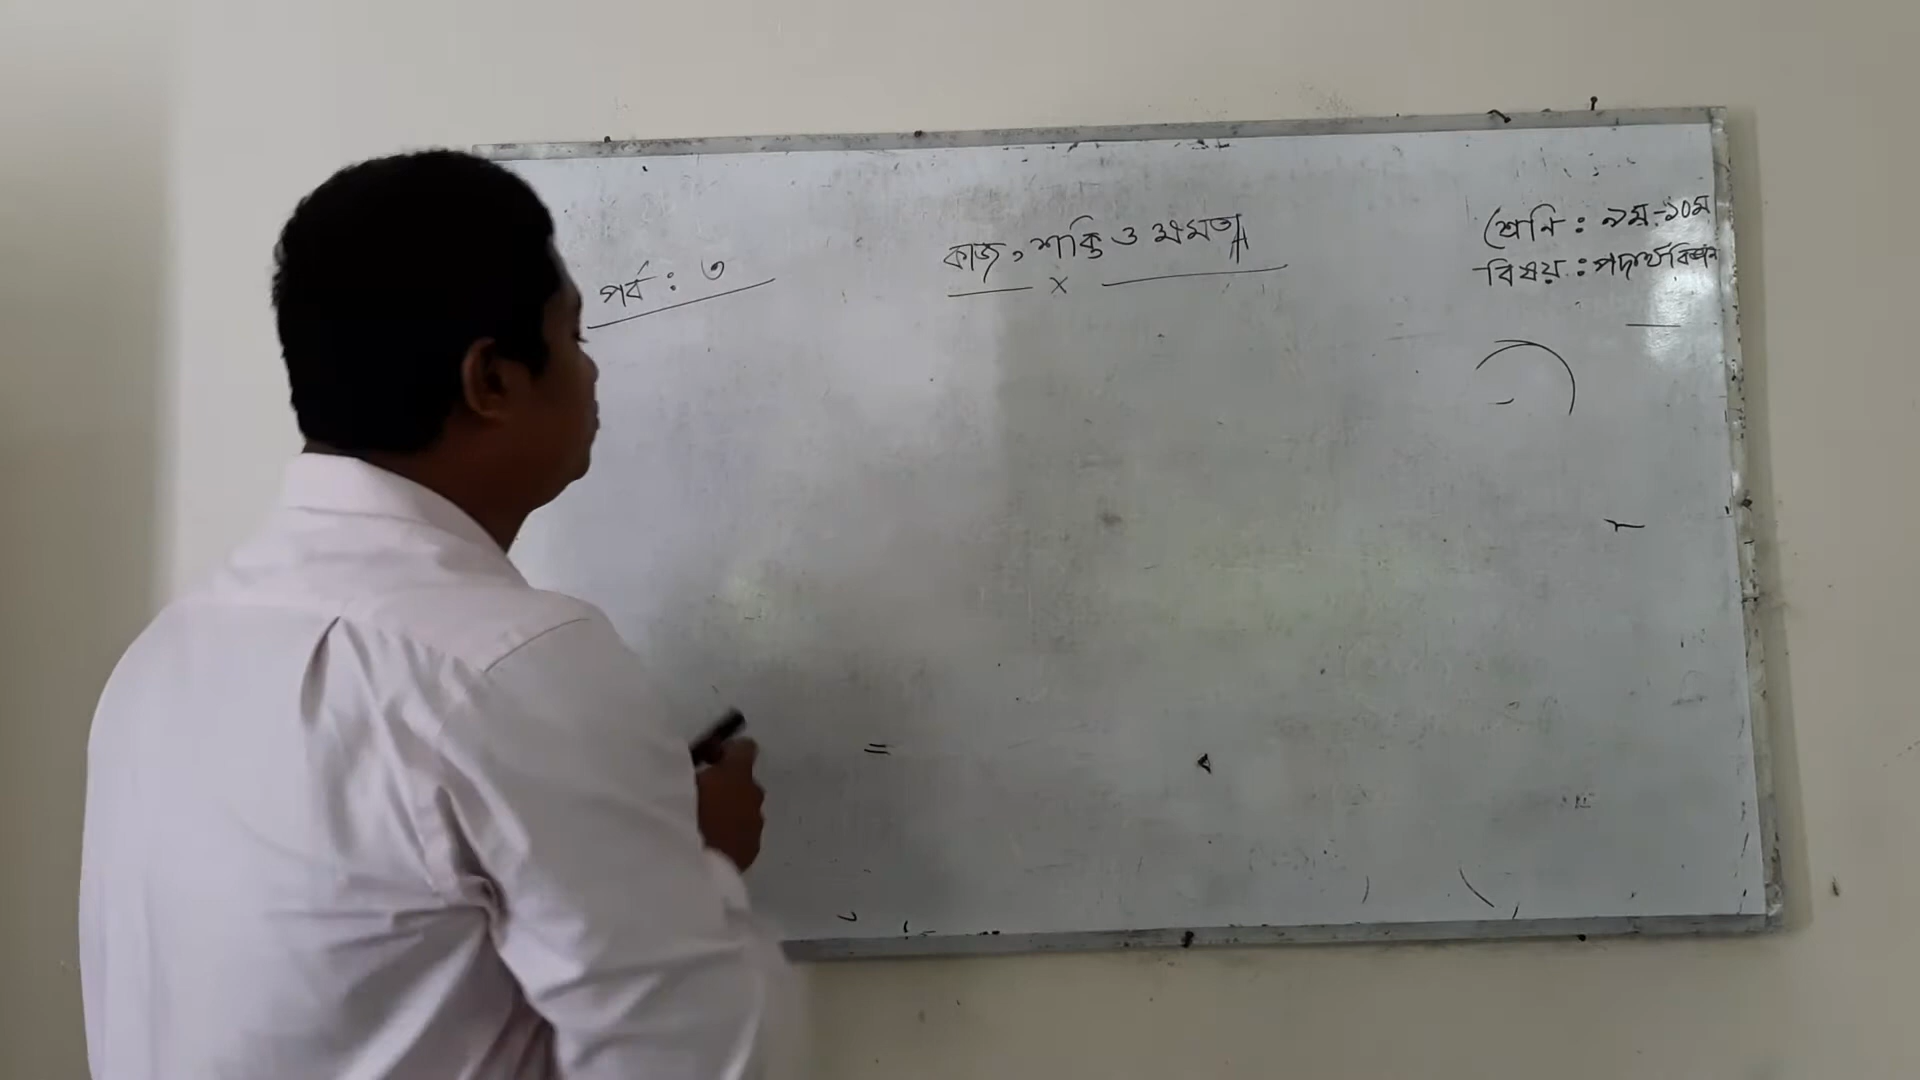 পর্ব : ৩
কাজ, শক্তি ও ক্ষমতা
শ্রেণি : ৯ম-১০ম
বিষয় : পদার্থবিজ্ঞান